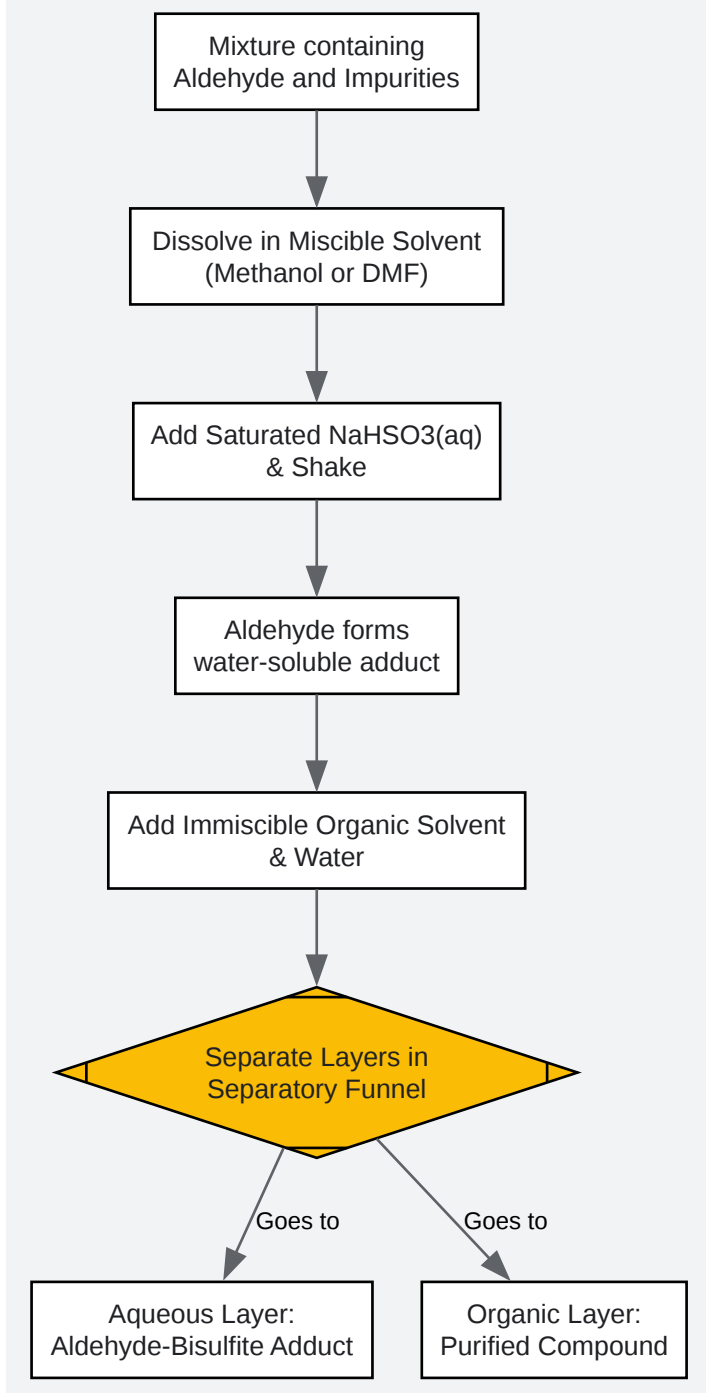 Mixture containing
Aldehyde and Impurities
Dissolve in Miscible Solvent
(Methanol or DMF)
Add Saturated NaHSO3(aq)
& Shake
Aldehyde forms
water-soluble adduct
Add Immiscible Organic Solvent
& Water
Separate Layers in
Separatory Funnel
Goes to
Goes to
Aqueous Layer:
Aldehyde-Bisulfite Adduct
Organic Layer:
Purified Compound